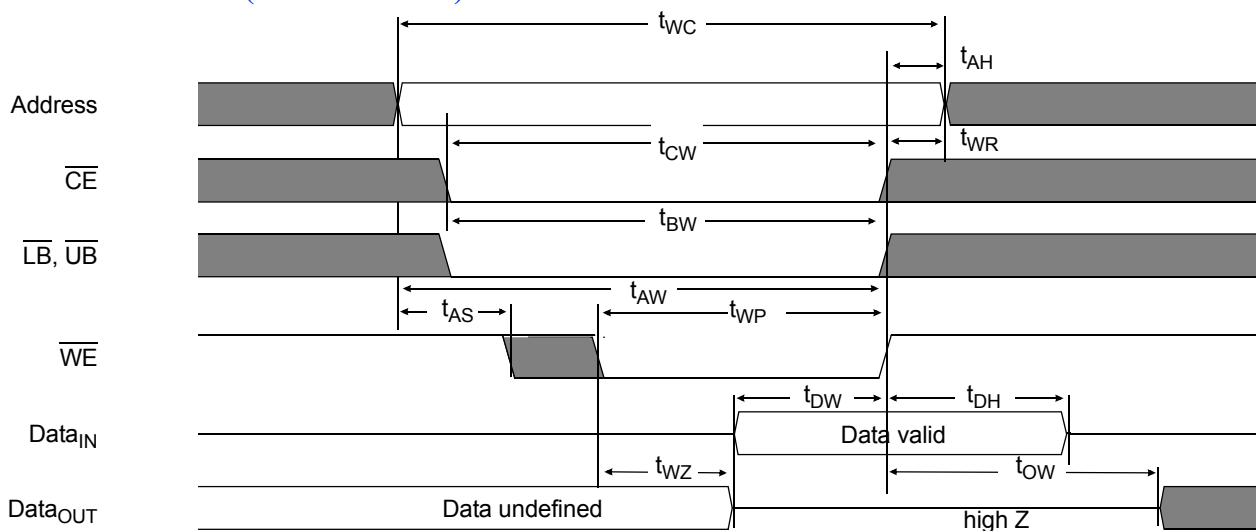 tWC
tAH
Address
tCW
tWR
CE
tBW
LB, UB
tAW
tAS
tWP
WE
tDW
tDH
DataIN
Data valid
tWZ
tOW
DataOUT
Data undefined
high Z